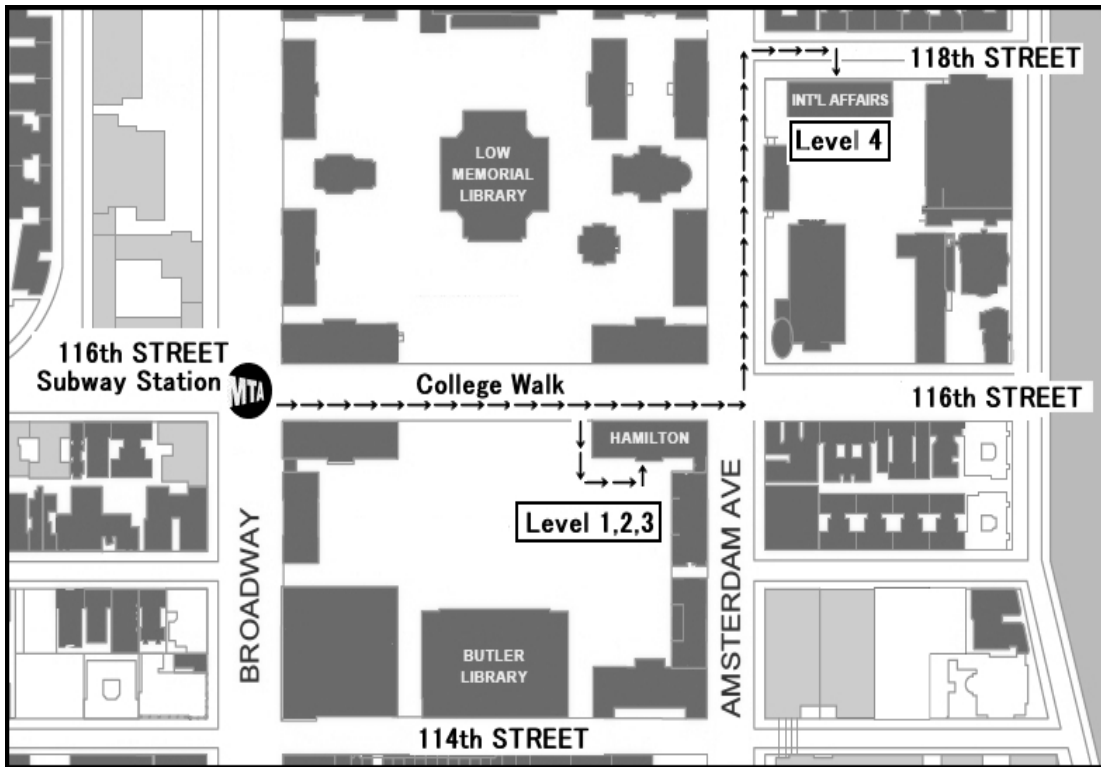 118th STREET
INT'L AFFAIRS
Level 4
LOW
MEMORIAL
LIBRARY
116th STREET
Subway Station
MTA
College Walk
116th STREET
HAMILTON
Level 1,2,3
BROADWAY
AMSTERDAM AVE
BUTLER
LIBRARY
114th STREET